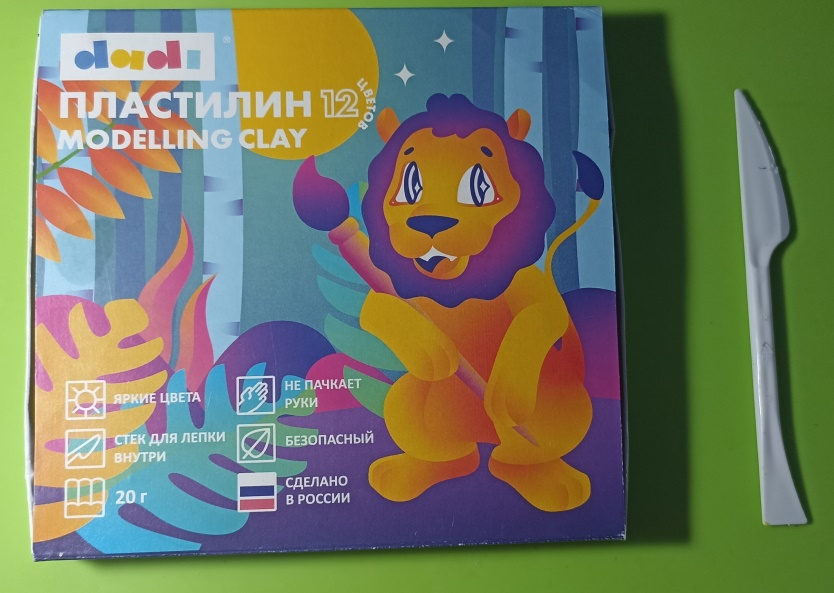 dadi
®
ПЛАСТИЛИН 12 ЦВЕТОВ
MODELLING CLAY
ЯРКИЕ ЦВЕТА
СТЕК ДЛЯ ЛЕПКИ
ВНУТРИ
20 г
НЕ ПАЧКАЕТ
РУКИ
БЕЗОПАСНЫЙ
СДЕЛАНО
В РОССИИ